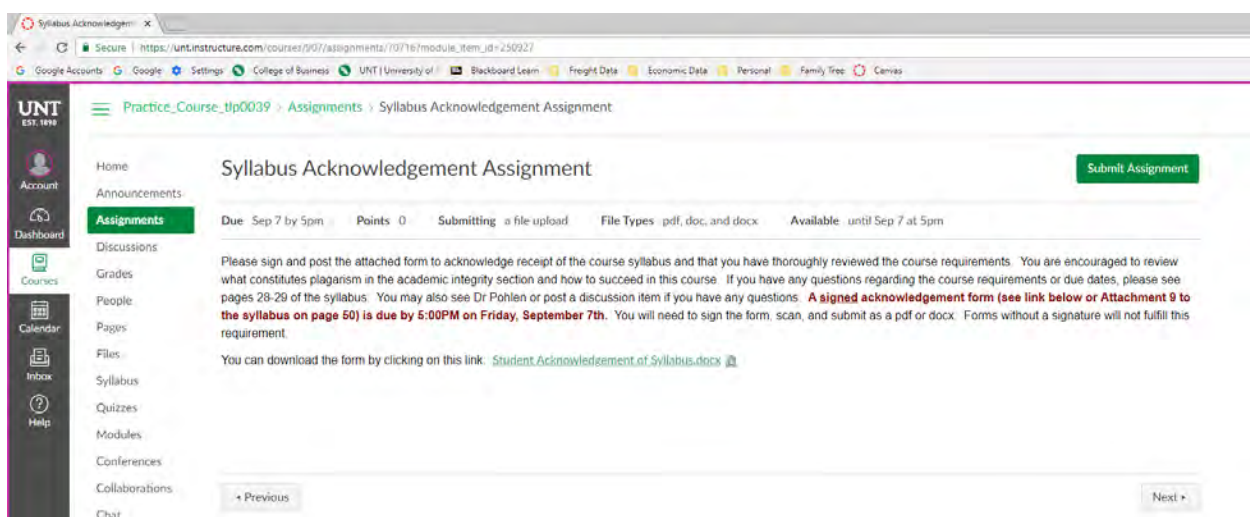 Syllabus Acknowledgem x
Secure | https://unt.instructure.com/courses/907/assignments/70716?module_item_id=250927
Google Accounts Google Settings College of Business UNT | University of Blackboard Learn Freight Data Economic Data Personal Family Tree Canvas
UNT
EST. 1890
Practice_Course_tlp0039 > Assignments > Syllabus Acknowledgement Assignment
Account
Dashboard
Courses
Calendar
Inbox
Help
Home
Announcements
Assignments
Discussions
Grades
People
Pages
Files
Syllabus
Quizzes
Modules
Conferences
Collaborations
Chat
Syllabus Acknowledgement Assignment
Submit Assignment
Due Sep 7 by 5pm Points 0 Submitting a file upload File Types pdf, doc, and docx Available until Sep 7 at 5pm
Please sign and post the attached form to acknowledge receipt of the course syllabus and that you have thoroughly reviewed the course requirements. You are encouraged to review
what constitutes plagarism in the academic integrity section and how to succeed in this course. If you have any questions regarding the course requirements or due dates, please see
pages 28-29 of the syllabus. You may also see Dr Pohlen or post a discussion item if you have any questions. A signed acknowledgement form (see link below or Attachment 9 to
the syllabus on page 50) is due by 5:00PM on Friday, September 7th. You will need to sign the form, scan, and submit as a pdf or docx. Forms without a signature will not fulfill this
requirement.
You can download the form by clicking on this link. Student Acknowledgement of Syllabus.docx
◂ Previous
Next ▸